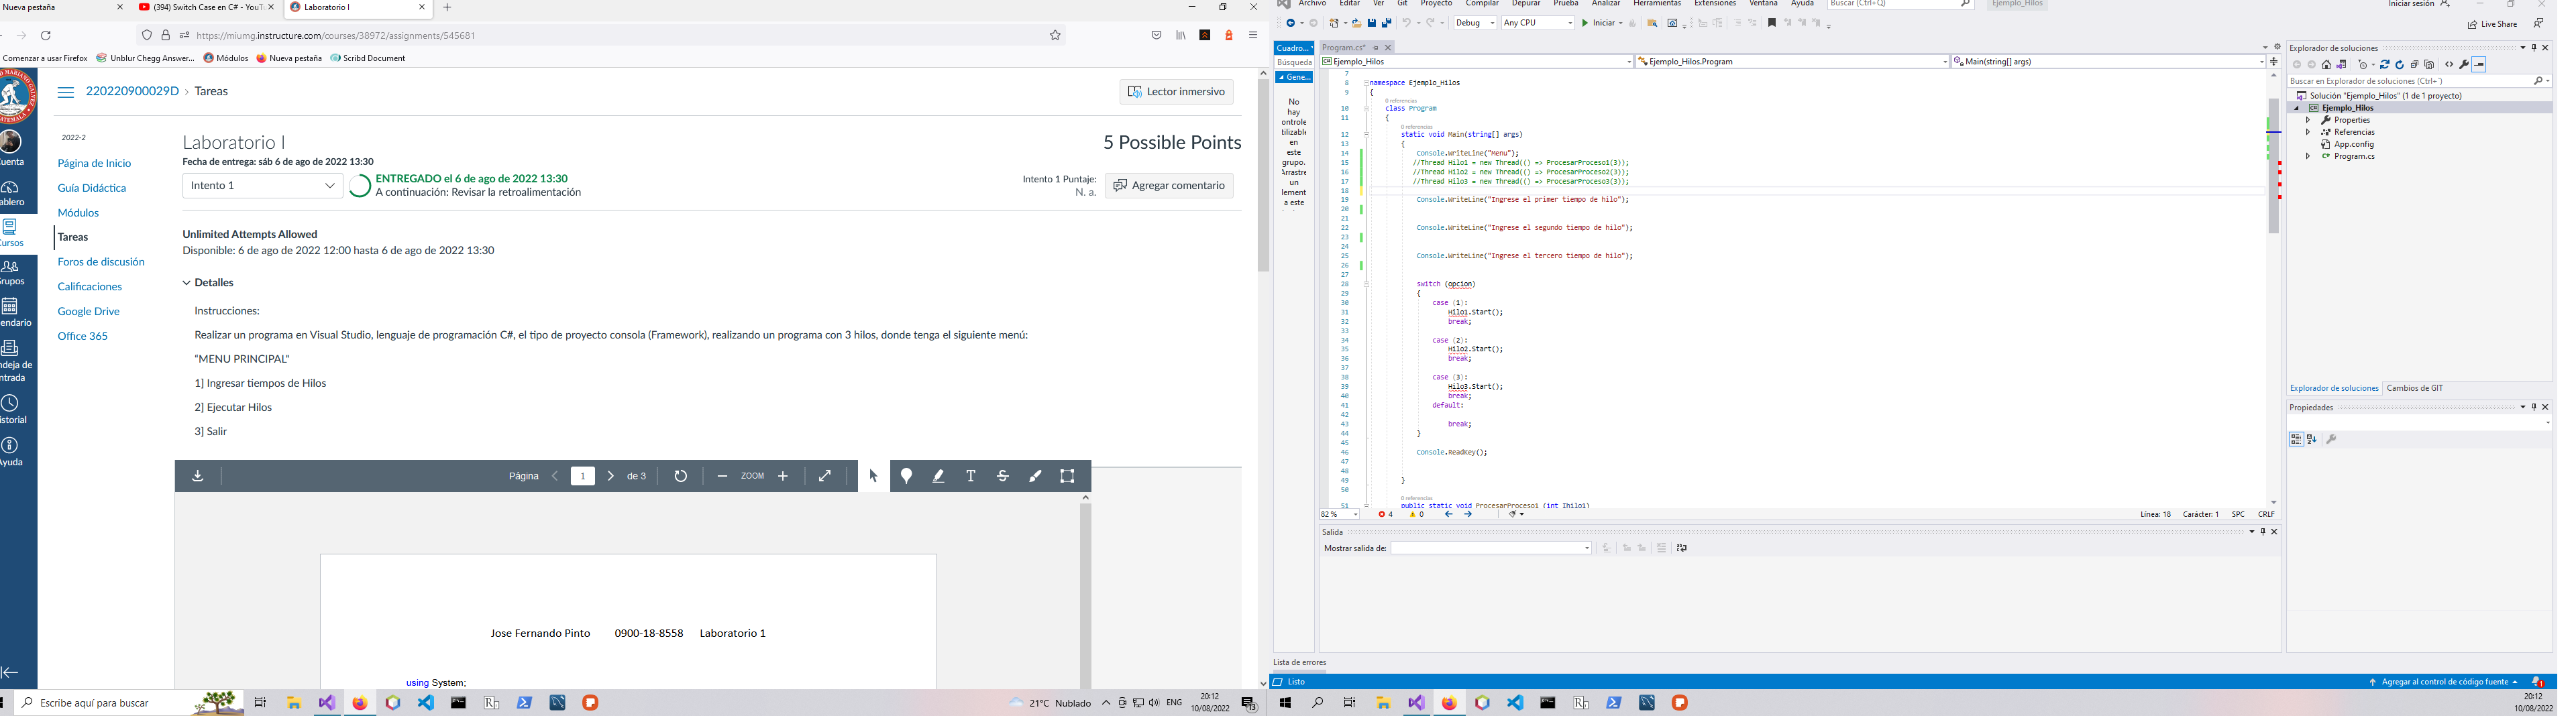 Nueva pestaña
(394) Switch Case en C# - YouTu
Laboratorio I
https://miumg.instructure.com/courses/38972/assignments/545681
Comenzar a usar Firefox
Unblur Chegg Answer...
Módulos
Nueva pestaña
Scribd Document
220220900029D > Tareas
Lector inmersivo
2022-2
Página de Inicio
Guía Didáctica
Módulos
Tareas
Foros de discusión
Calificaciones
Google Drive
Office 365
uenta
ablero
ursos
rupos
endario
ndeja de
ntrada
istorial
Ayuda
Laboratorio I
5 Possible Points
Fecha de entrega: sáb 6 de ago de 2022 13:30
Intento 1
ENTREGADO el 6 de ago de 2022 13:30
A continuación: Revisar la retroalimentación
Intento 1 Puntaje:
N. a.
Agregar comentario
Unlimited Attempts Allowed
Disponible: 6 de ago de 2022 12:00 hasta 6 de ago de 2022 13:30
Detalles
Instrucciones:
Realizar un programa en Visual Studio, lenguaje de programación C#, el tipo de proyecto consola (Framework), realizando un programa con 3 hilos, donde tenga el siguiente menú:
"MENU PRINCIPAL"
1] Ingresar tiempos de Hilos
2] Ejecutar Hilos
3] Salir
Página 1 de 3
ZOOM
Jose Fernando Pinto 0900-18-8558 Laboratorio 1
using System;
Escribe aquí para buscar
21°C Nublado
ENG
20:12
10/08/2022
Archivo Editar Ver Git Proyecto Compilar Depurar Prueba Analizar Herramientas Extensiones Ventana Ayuda
Buscar (Ctrl+Q)
Ejemplo_Hilos
Iniciar sesión
Debug
Any CPU
Iniciar
Live Share
Cuadro...
Búsqueda
Gene...
No
hay
ontrole
tilizable
en
este
grupo.
Arrastre
un
lement
a este
Program.cs*
Ejemplo_Hilos
Ejemplo_Hilos.Program
Main(string[] args)
7
8 namespace Ejemplo_Hilos
9 {
0 referencias
10 class Program
11 {
0 referencias
12 static void Main(string[] args)
13 {
14 Console.WriteLine("Menu");
15 //Thread Hilo1 = new Thread(() => ProcesarProceso1(3));
16 //Thread Hilo2 = new Thread(() => ProcesarProceso2(3));
17 //Thread Hilo3 = new Thread(() => ProcesarProceso3(3));
18
19 Console.WriteLine("Ingrese el primer tiempo de hilo");
20
21
22 Console.WriteLine("Ingrese el segundo tiempo de hilo");
23
24
25 Console.WriteLine("Ingrese el tercero tiempo de hilo");
26
27
28 switch (opcion)
29 {
30 case (1):
31 Hilo1.Start();
32 break;
33
34 case (2):
35 Hilo2.Start();
36 break;
37
38 case (3):
39 Hilo3.Start();
40 break;
41 default:
42
43 break;
44 }
45
46 Console.ReadKey();
47
48
49 }
50
0 referencias
51 public static void ProcesarProceso1 (int Ihilo1)
82 %
4
0
Línea: 18 Carácter: 1 SPC CRLF
Salida
Mostrar salida de:
Lista de errores
Listo
Agregar al control de código fuente
1
Explorador de soluciones
Buscar en Explorador de soluciones (Ctrl+¨)
Solución "Ejemplo_Hilos" (1 de 1 proyecto)
Ejemplo_Hilos
Properties
Referencias
App.config
Program.cs
Explorador de soluciones
Cambios de GIT
Propiedades
20:12
10/08/2022